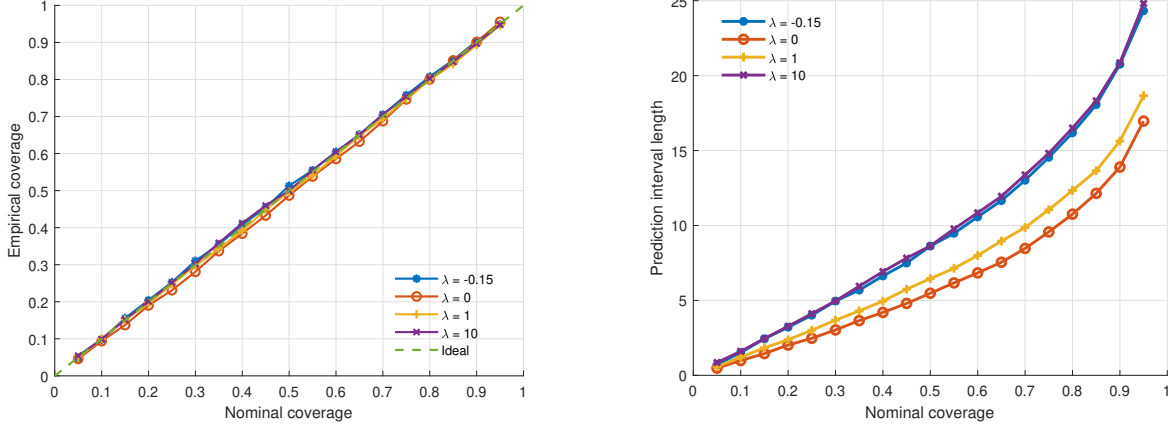 1
0.9
0.8
0.7
0.6
0.5
0.4
0.3
0.2
0.1
0
Empirical coverage
λ = -0.15
λ = 0
λ = 1
λ = 10
Ideal
0 0.1 0.2 0.3 0.4 0.5 0.6 0.7 0.8 0.9 1
Nominal coverage
25
20
15
10
5
0
Prediction interval length
λ = -0.15
λ = 0
λ = 1
λ = 10
0 0.1 0.2 0.3 0.4 0.5 0.6 0.7 0.8 0.9 1
Nominal coverage